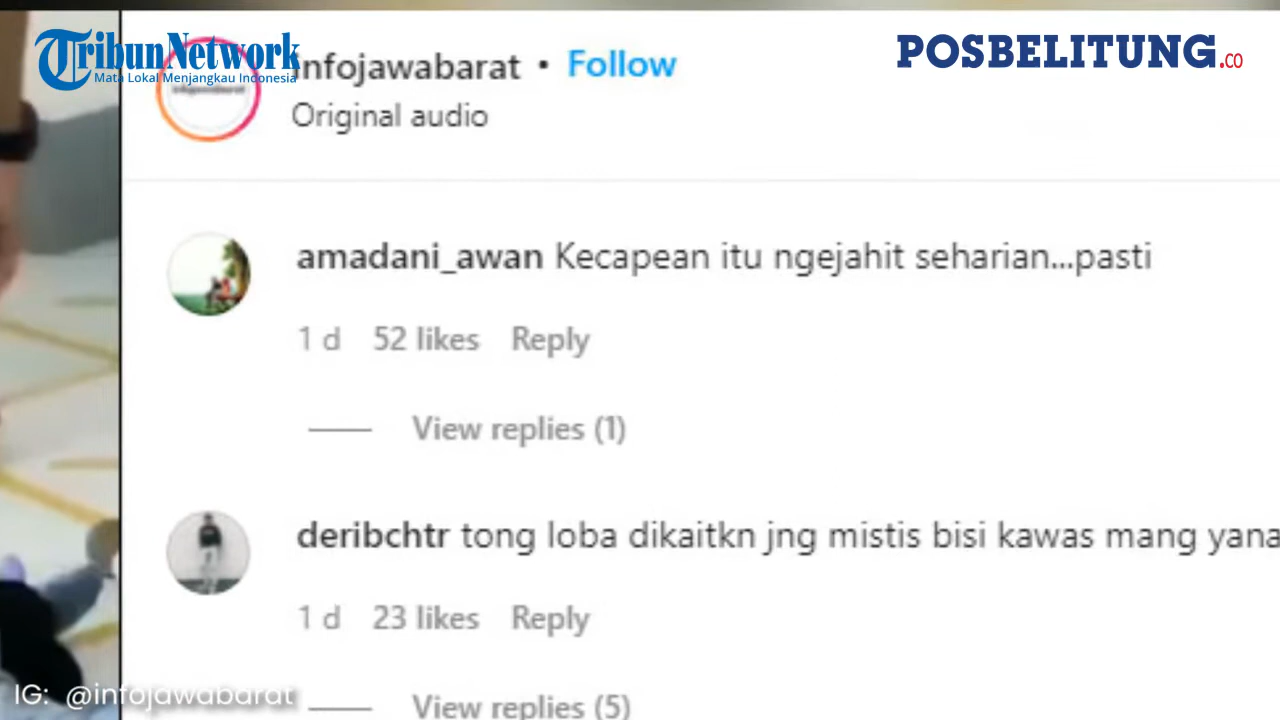 TribunNetwork
Mata Lokal Menjangkau Indonesia
POSBELITUNG.CO
infojawabarat • Follow
Original audio
amadani_awan Kecapean itu ngejahit seharian...pasti
1 d 52 likes Reply
View replies (1)
deribchtr tong loba dikaitkn jng mistis bisi kawas mang yana
1 d 23 likes Reply
View replies (5)
IG: @infojawabarat